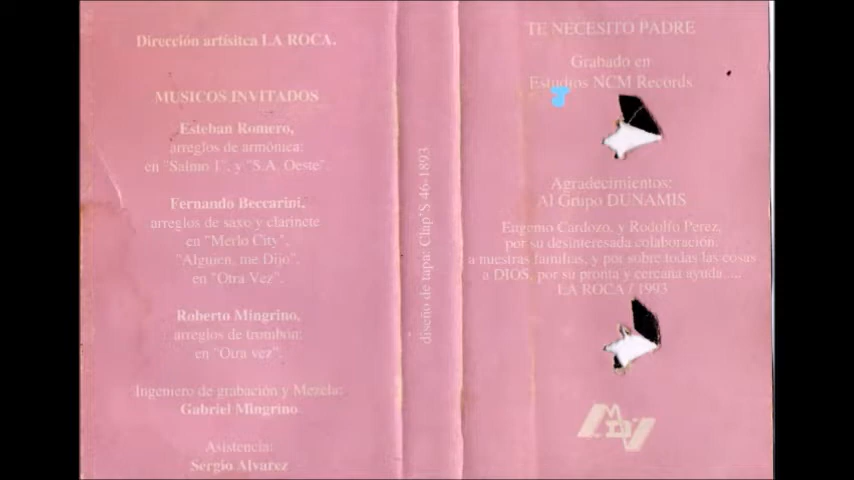 Dirección artísitca LA ROCA.
MUSICOS INVITADOS
Esteban Romero,
arreglos de armónica:
en "Salmo 1", y "S.A. Oeste".
Fernando Beccarini,
arreglos de saxo y clarinete
en "Merlo City",
"Alguien, me Dijo",
en "Otra Vez".
Roberto Mingrino,
arreglos de trombón:
en "Otra vez".
Ingeniero de grabación y Mezcla:
Gabriel Mingrino
Asistencia:
Sergio Alvarez
diseño de tapa: Clap'S 46-1893
TE NECESITO PADRE
Grabado en
Estudios NCM Records
Agradecimientos:
Al Grupo DUNAMIS
Eugenio Cardozo, y Rodolfo Perez,
por su desinteresada colaboración,
a nuestras familias, y por sobre todas las cosas
a DIOS, por su pronta y cercana ayuda.....
LA ROCA / 1993